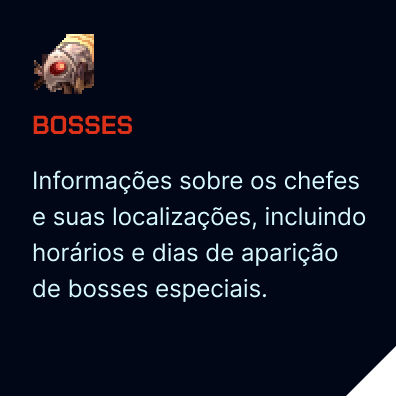 BOSSES
Informações sobre os chefes
e suas localizações, incluindo
horários e dias de aparição
de bosses especiais.